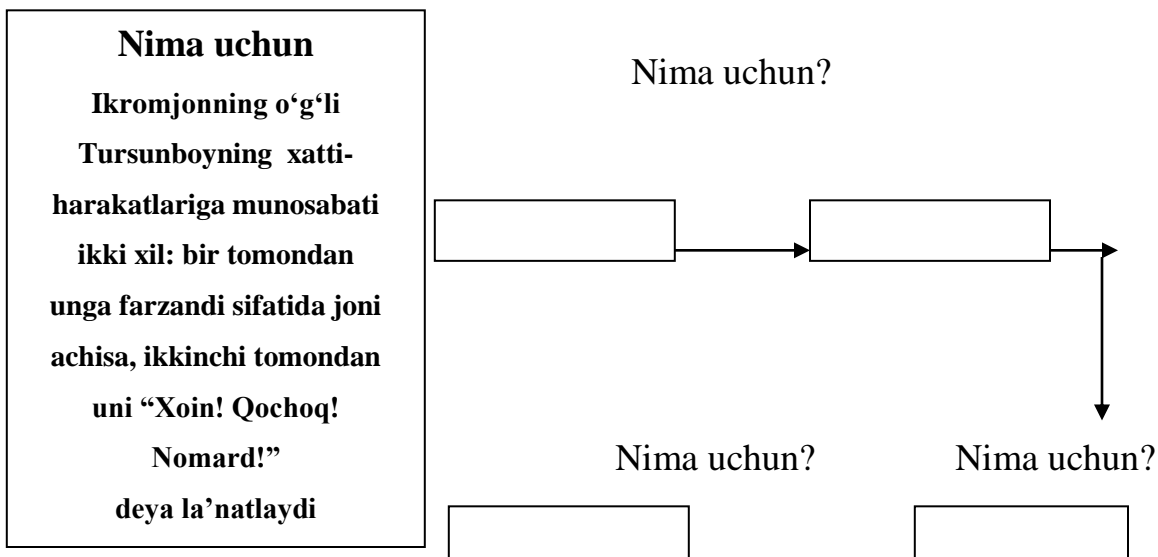 Nima uchun
Ikromjonning o‘g‘li
Tursunboyning xatti-
harakatlariga munosabati
ikki xil: bir tomondan
unga farzandi sifatida joni
achisa, ikkinchi tomondan
uni “Xoin! Qochoq!
Nomard!”
deya la’natlaydi
Nima uchun?
Nima uchun?
Nima uchun?